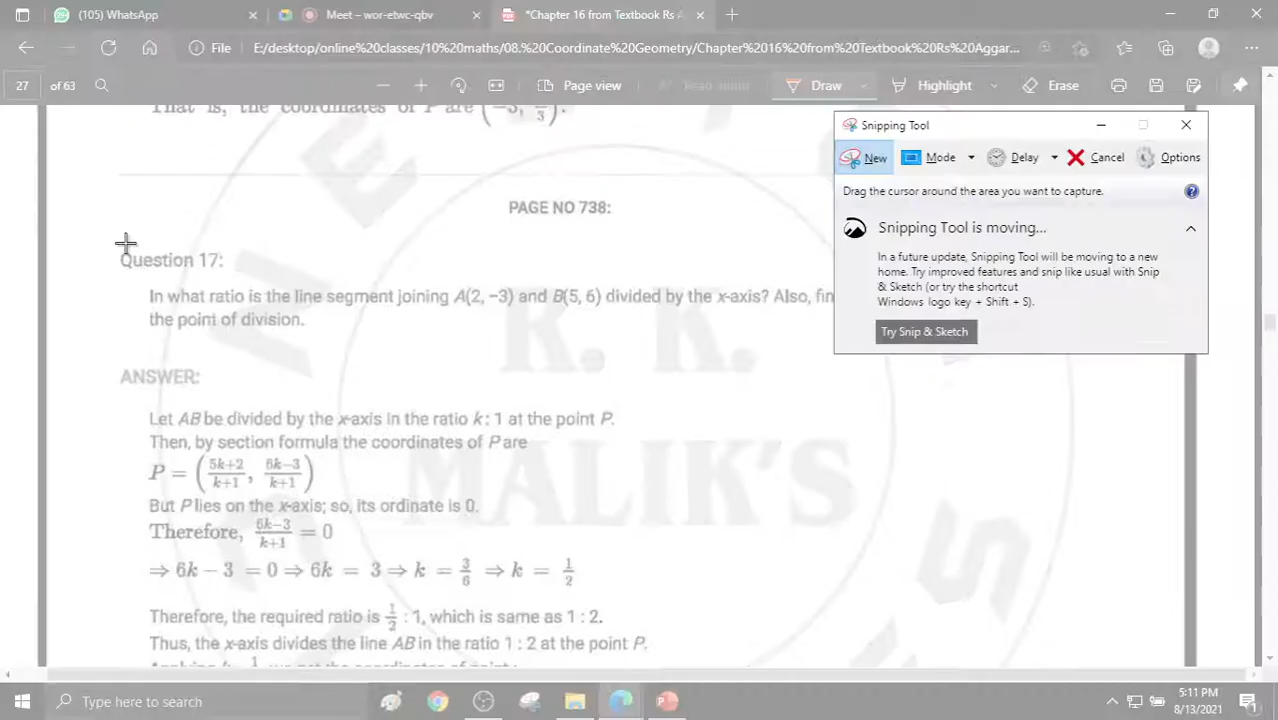 (105) WhatsApp
Meet – wor-etwc-qbv
*Chapter 16 from Textbook Rs A
File
E:/desktop/online%20classes/10%20maths/08.%20Coordinate%20Geometry/Chapter%2016%20from%20Textbook%20Rs%20Aggar...
27 of 63
Page view
Read aloud
Draw
Highlight
Erase
That is, the coordinates of P are (−3, /3).
Snipping Tool
New Mode Delay Cancel Options
Drag the cursor around the area you want to capture.
Snipping Tool is moving...
In a future update, Snipping Tool will be moving to a new
home. Try improved features and snip like usual with Snip
& Sketch (or try the shortcut
Windows logo key + Shift + S).
Try Snip & Sketch
PAGE NO 738:
Question 17:
In what ratio is the line segment joining A(2, −3) and B(5, 6) divided by the x-axis? Also, fin
the point of division.
ANSWER:
Let AB be divided by the x-axis in the ratio k : 1 at the point P.
Then, by section formula the coordinates of P are
P = (5k+2/k+1, 6k−3/k+1)
But P lies on the x-axis; so, its ordinate is 0.
Therefore, 6k−3/k+1 = 0
⇒ 6k − 3 = 0 ⇒ 6k = 3 ⇒ k = 3/6 ⇒ k = 1/2
Therefore, the required ratio is 1/2 : 1, which is same as 1 : 2.
Thus, the x-axis divides the line AB in the ratio 1 : 2 at the point P.
R. K.
MALIK'S
Type here to search
5:11 PM
8/13/2021